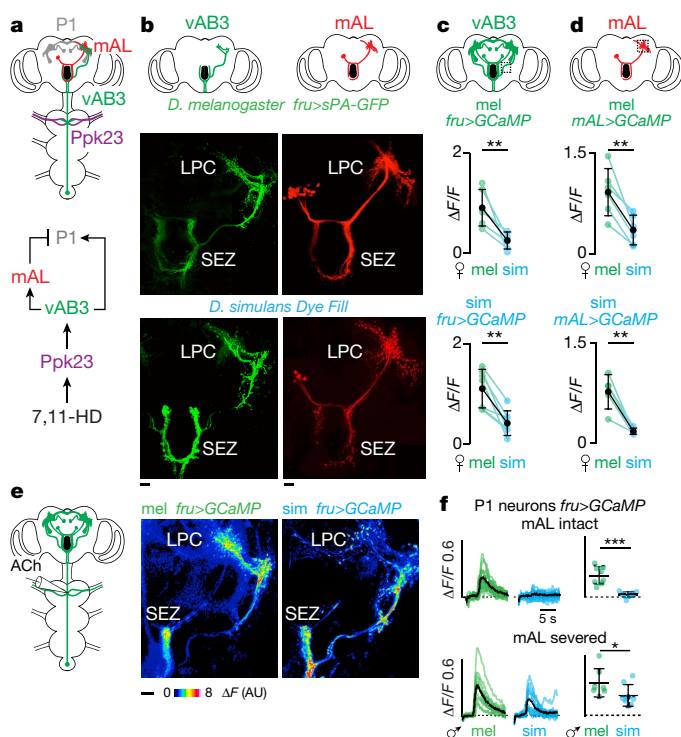 a
P1
mAL
vAB3
Ppk23
P1
mAL
vAB3
Ppk23
7,11-HD
b
vAB3
mAL
D. melanogaster fru>sPA-GFP
LPC
LPC
SEZ
SEZ
D. simulans Dye Fill
LPC
LPC
SEZ
SEZ
c
vAB3
mel
fru>GCaMP
**
2
ΔF/F
0
♀ mel sim
sim
fru>GCaMP
**
2
ΔF/F
0
♀ mel sim
d
mAL
mel
mAL>GCaMP
**
1.5
ΔF/F
0
♀ mel sim
sim
mAL>GCaMP
**
1.5
ΔF/F
0
♀ mel sim
e
ACh
mel fru>GCaMP
sim fru>GCaMP
LPC
LPC
SEZ
SEZ
0 8 ΔF (AU)
f
P1 neurons fru>GCaMP
mAL intact
ΔF/F 0.6
***
5 s
mAL severed
ΔF/F 0.6
*
♂ mel sim
♂ mel sim